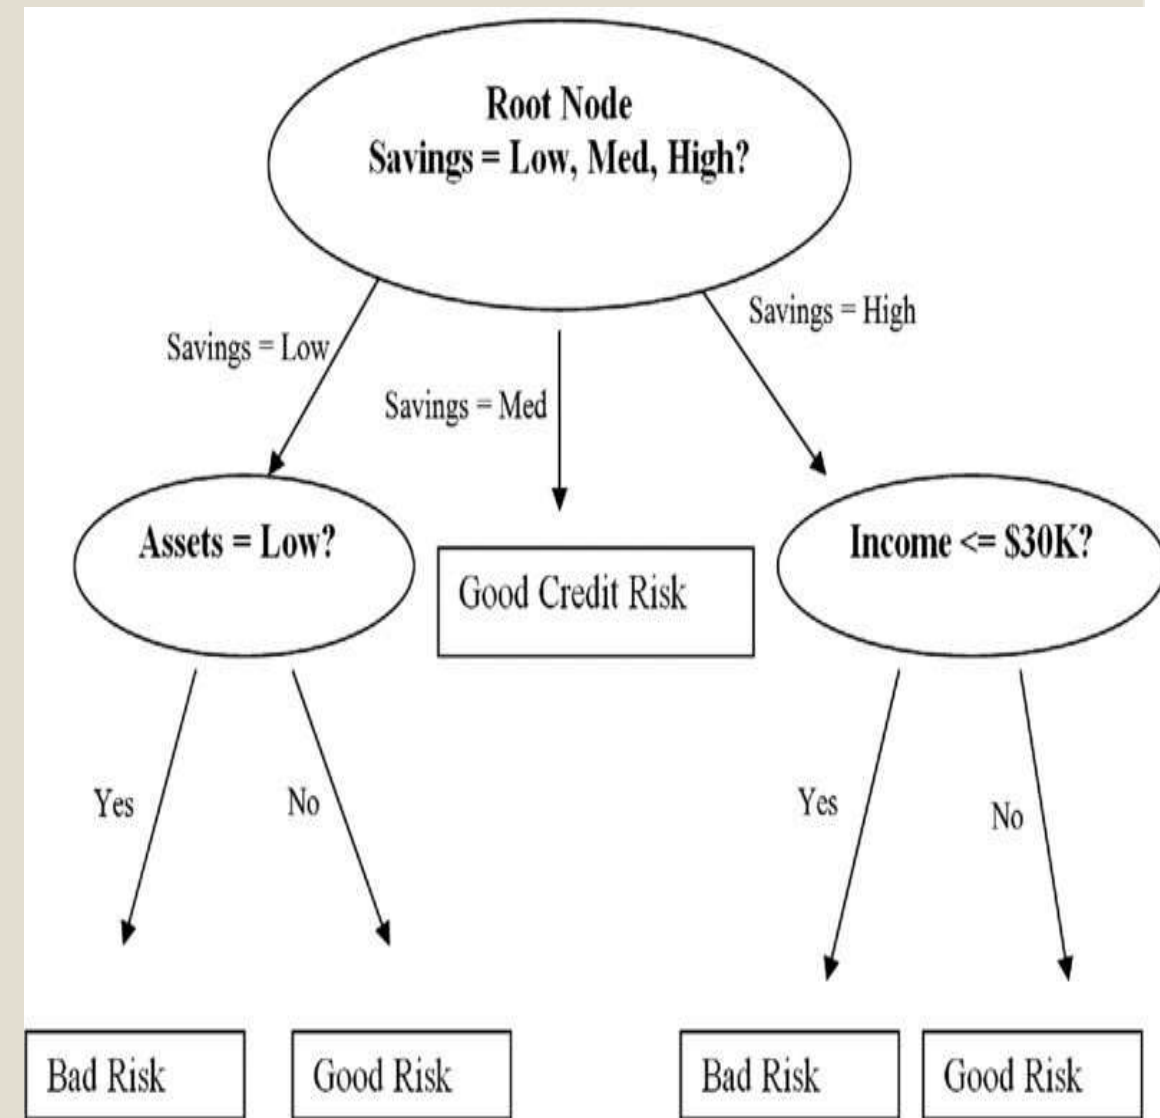 Root Node
Savings = Low, Med, High?
Savings = High
Savings = Low
Savings = Med
Assets = Low?
Good Credit Risk
Income <= $30K?
Yes
No
Yes
No
Bad Risk
Good Risk
Bad Risk
Good Risk